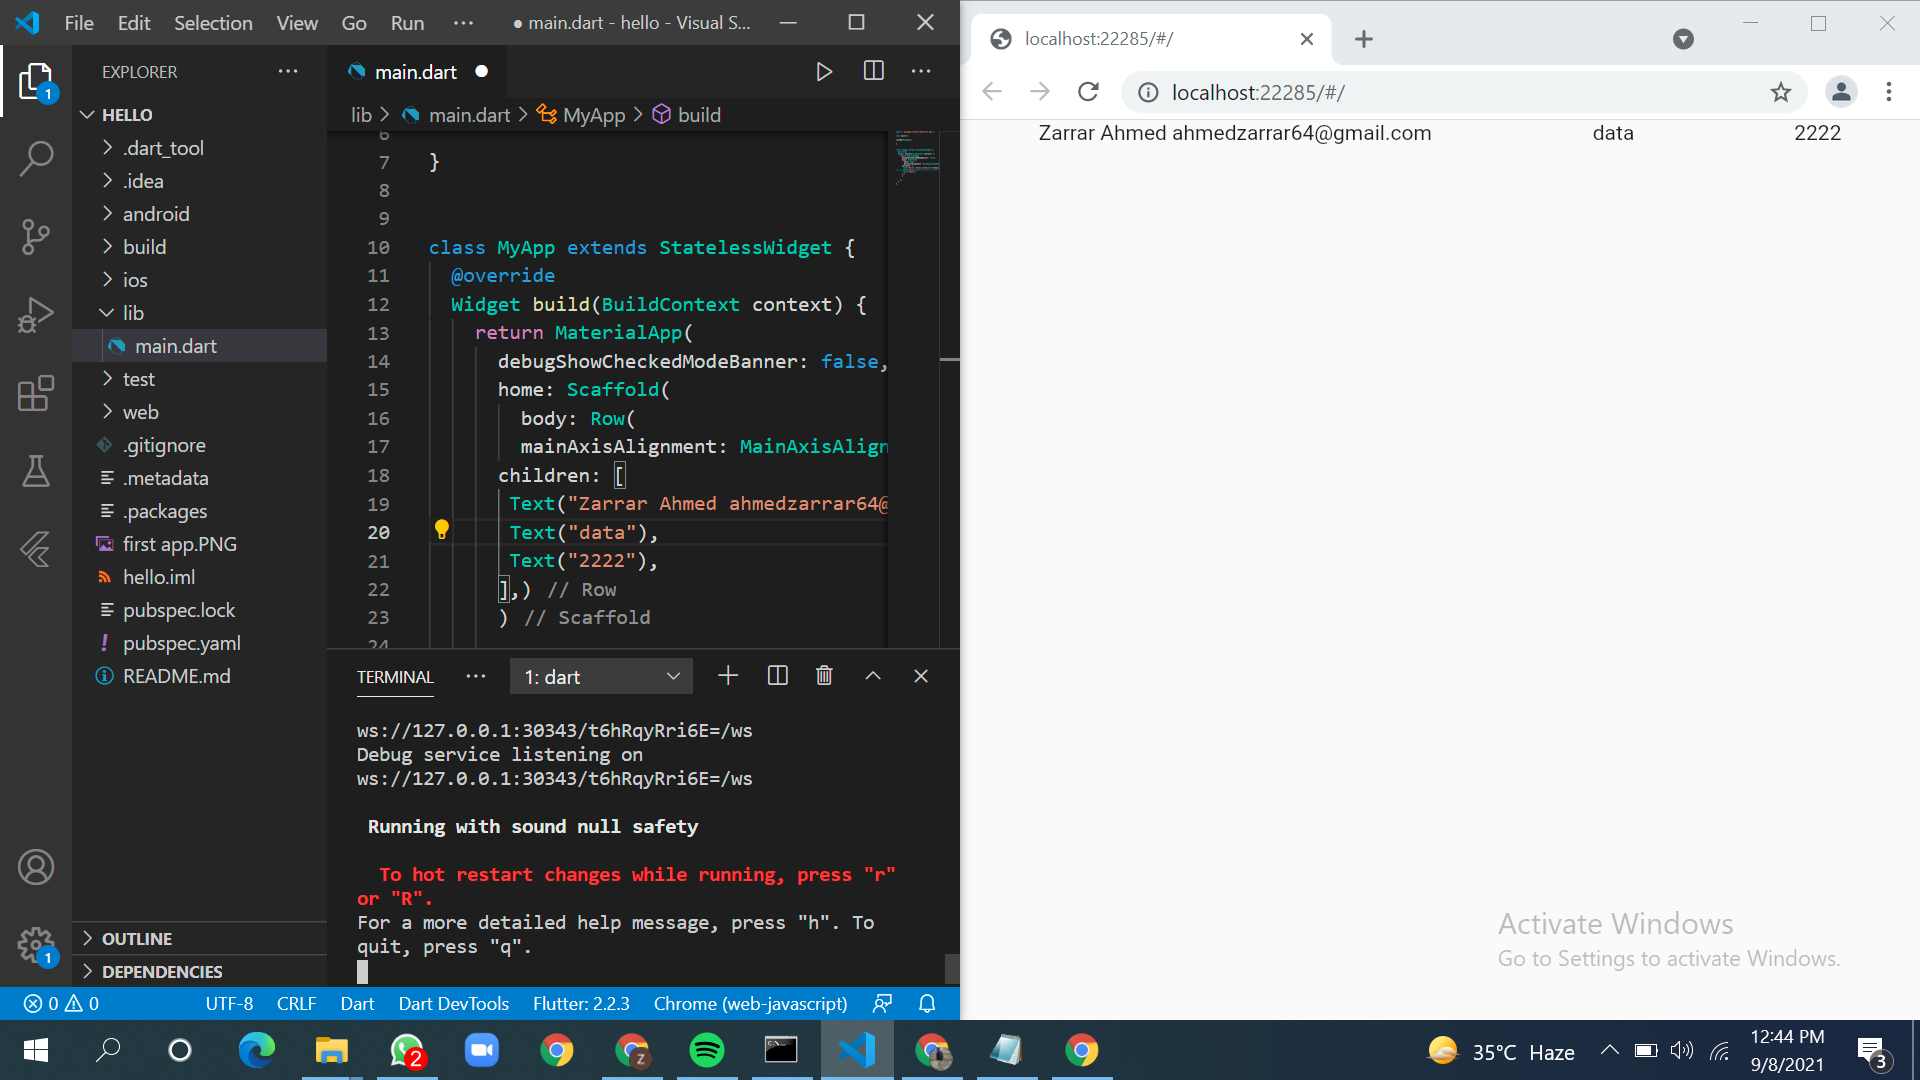 File Edit Selection View Go Run ··· ● main.dart - hello - Visual S...
EXPLORER ···
HELLO
.dart_tool
.idea
android
build
ios
lib
main.dart
test
web
.gitignore
.metadata
.packages
first app.PNG
hello.iml
pubspec.lock
pubspec.yaml
README.md
OUTLINE
DEPENDENCIES
1
1
main.dart ●
lib > main.dart > MyApp > build
6
7 }
8
9
10 class MyApp extends StatelessWidget {
11 @override
12 Widget build(BuildContext context) {
13 return MaterialApp(
14 debugShowCheckedModeBanner: false,
15 home: Scaffold(
16 body: Row(
17 mainAxisAlignment: MainAxisAlign
18 children: [
19 Text("Zarrar Ahmed ahmedzarrar64@
20 Text("data"),
21 Text("2222"),
22 ],) // Row
23 ) // Scaffold
24
TERMINAL ··· 1: dart
ws://127.0.0.1:30343/t6hRqyRri6E=/ws
Debug service listening on
ws://127.0.0.1:30343/t6hRqyRri6E=/ws
Running with sound null safety
To hot restart changes while running, press "r"
or "R".
For a more detailed help message, press "h". To
quit, press "q".
0 0 UTF-8 CRLF Dart Dart DevTools Flutter: 2.2.3 Chrome (web-javascript)
localhost:22285/#/
localhost:22285/#/
Zarrar Ahmed ahmedzarrar64@gmail.com data 2222
Activate Windows
Go to Settings to activate Windows.
2
z
35°C Haze
12:44 PM
9/8/2021
3